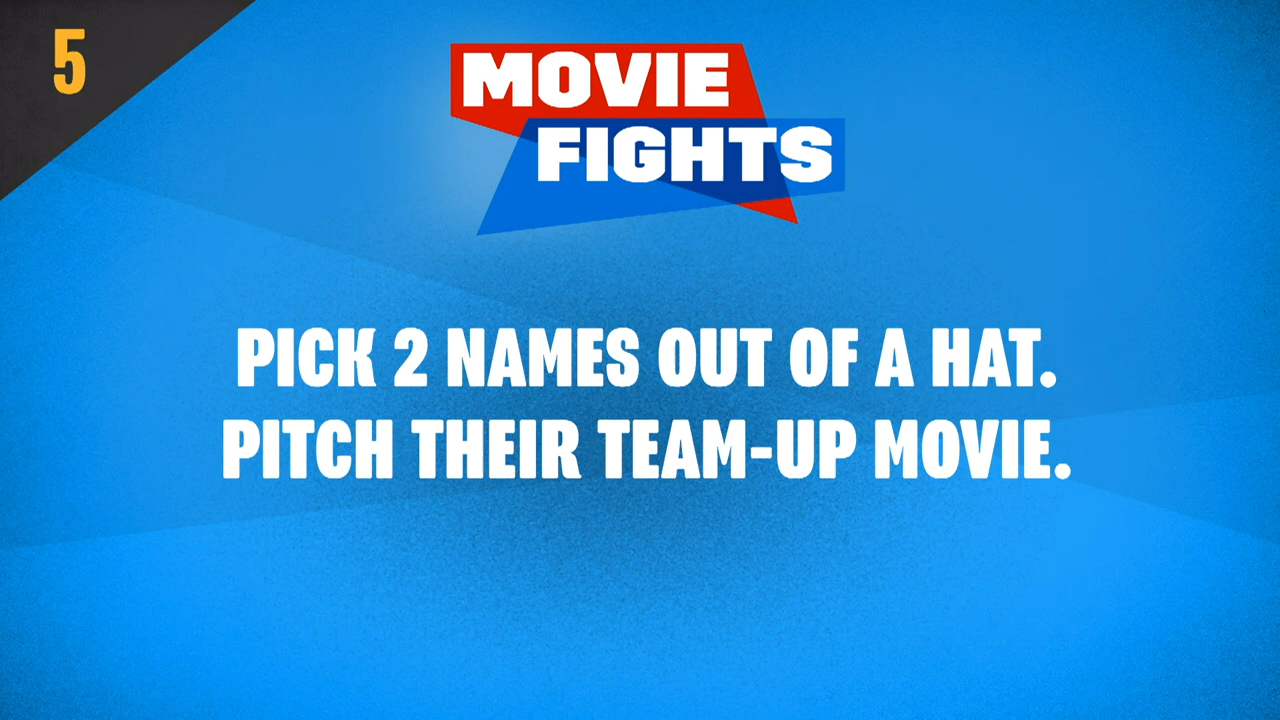 5
MOVIE
FIGHTS
PICK 2 NAMES OUT OF A HAT.
PITCH THEIR TEAM-UP MOVIE.